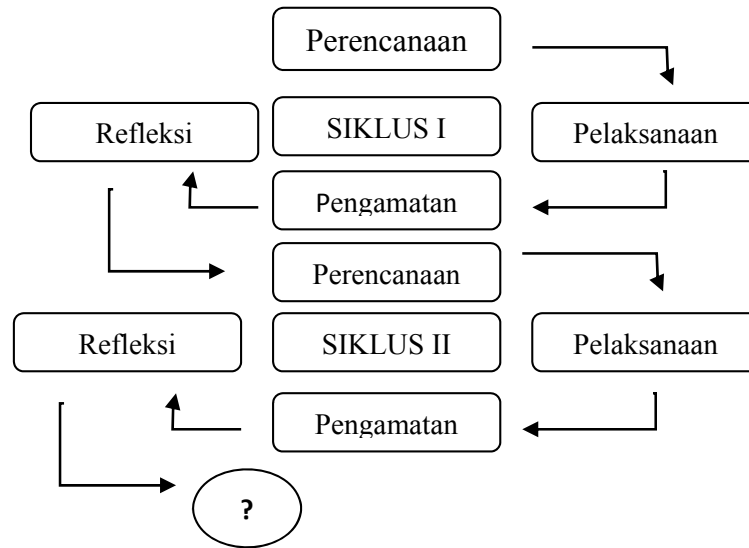 Perencanaan
Refleksi
SIKLUS I
Pelaksanaan
Pengamatan
Perencanaan
Refleksi
SIKLUS II
Pelaksanaan
Pengamatan
?